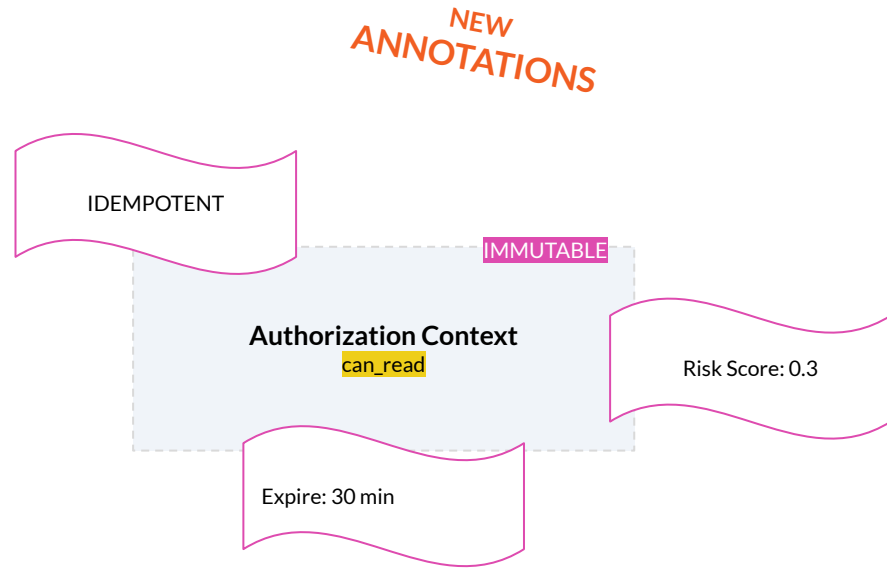 NEW
ANNOTATIONS
IDEMPOTENT
IMMUTABLE
Authorization Context
can_read
Risk Score: 0.3
Expire: 30 min